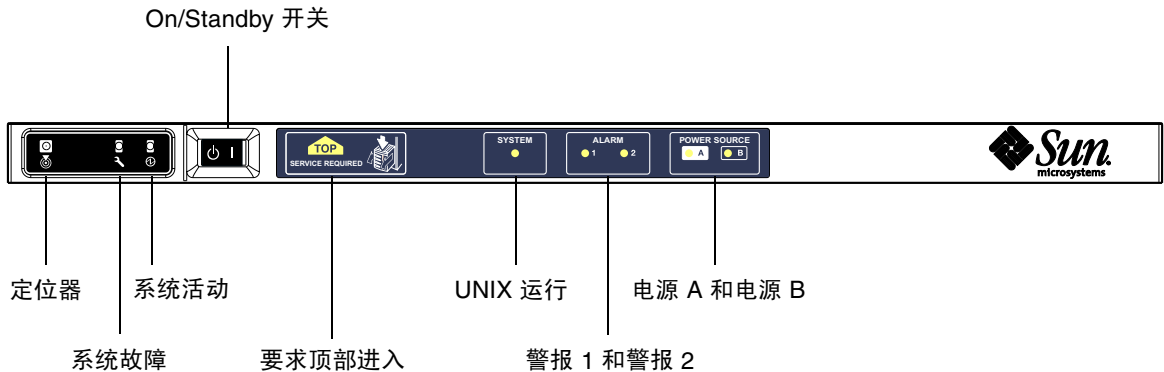 On/Standby 开关
TOP
SERVICE REQUIRED
SYSTEM
ALARM
1 2
POWER SOURCE
A B
Sun.
microsystems
定位器
系统活动
UNIX 运行
电源 A 和电源 B
系统故障
要求顶部进入
警报 1 和警报 2